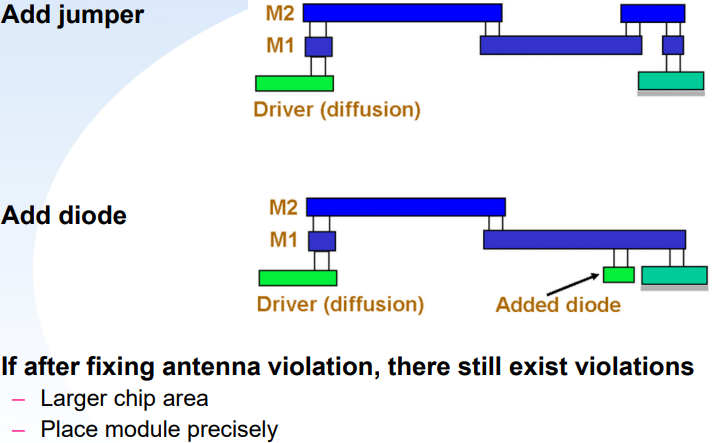 Add jumper
M2
M1
Driver (diffusion)
Add diode
M2
M1
Driver (diffusion)
Added diode
If after fixing antenna violation, there still exist violations
– Larger chip area
– Place module precisely